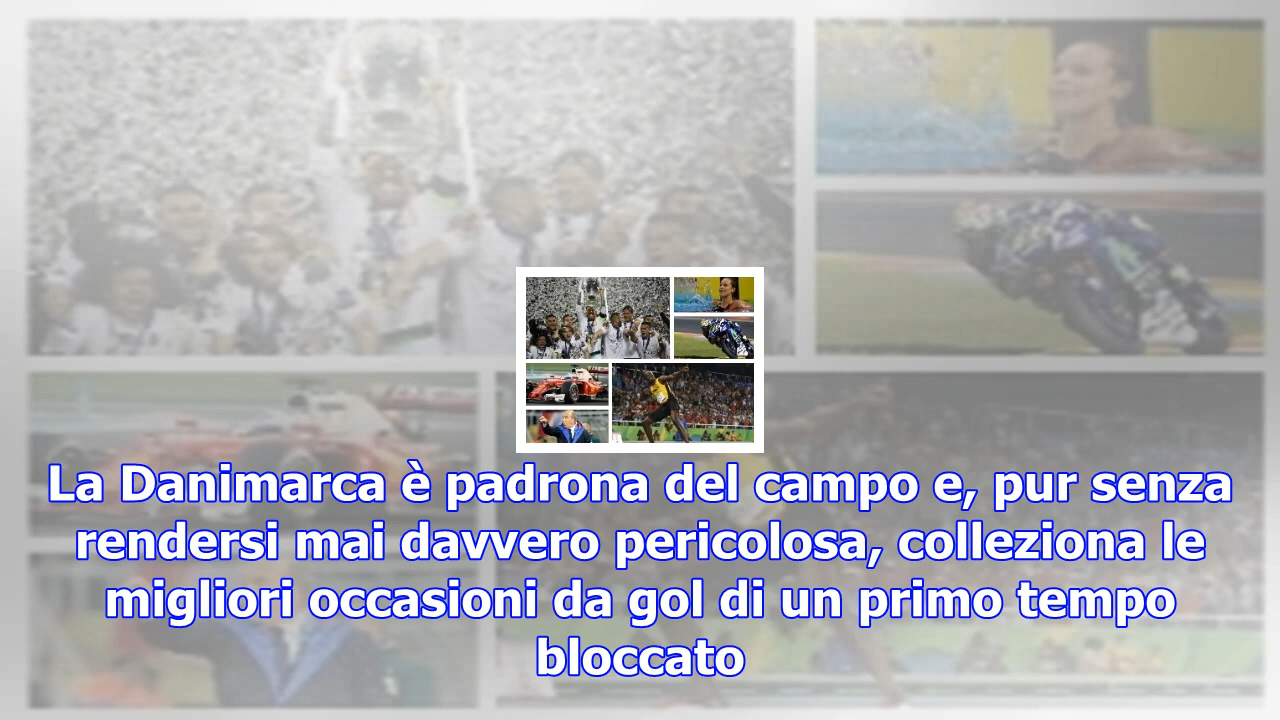 La Danimarca è padrona del campo e, pur senza
rendersi mai davvero pericolosa, colleziona le
migliori occasioni da gol di un primo tempo
bloccato